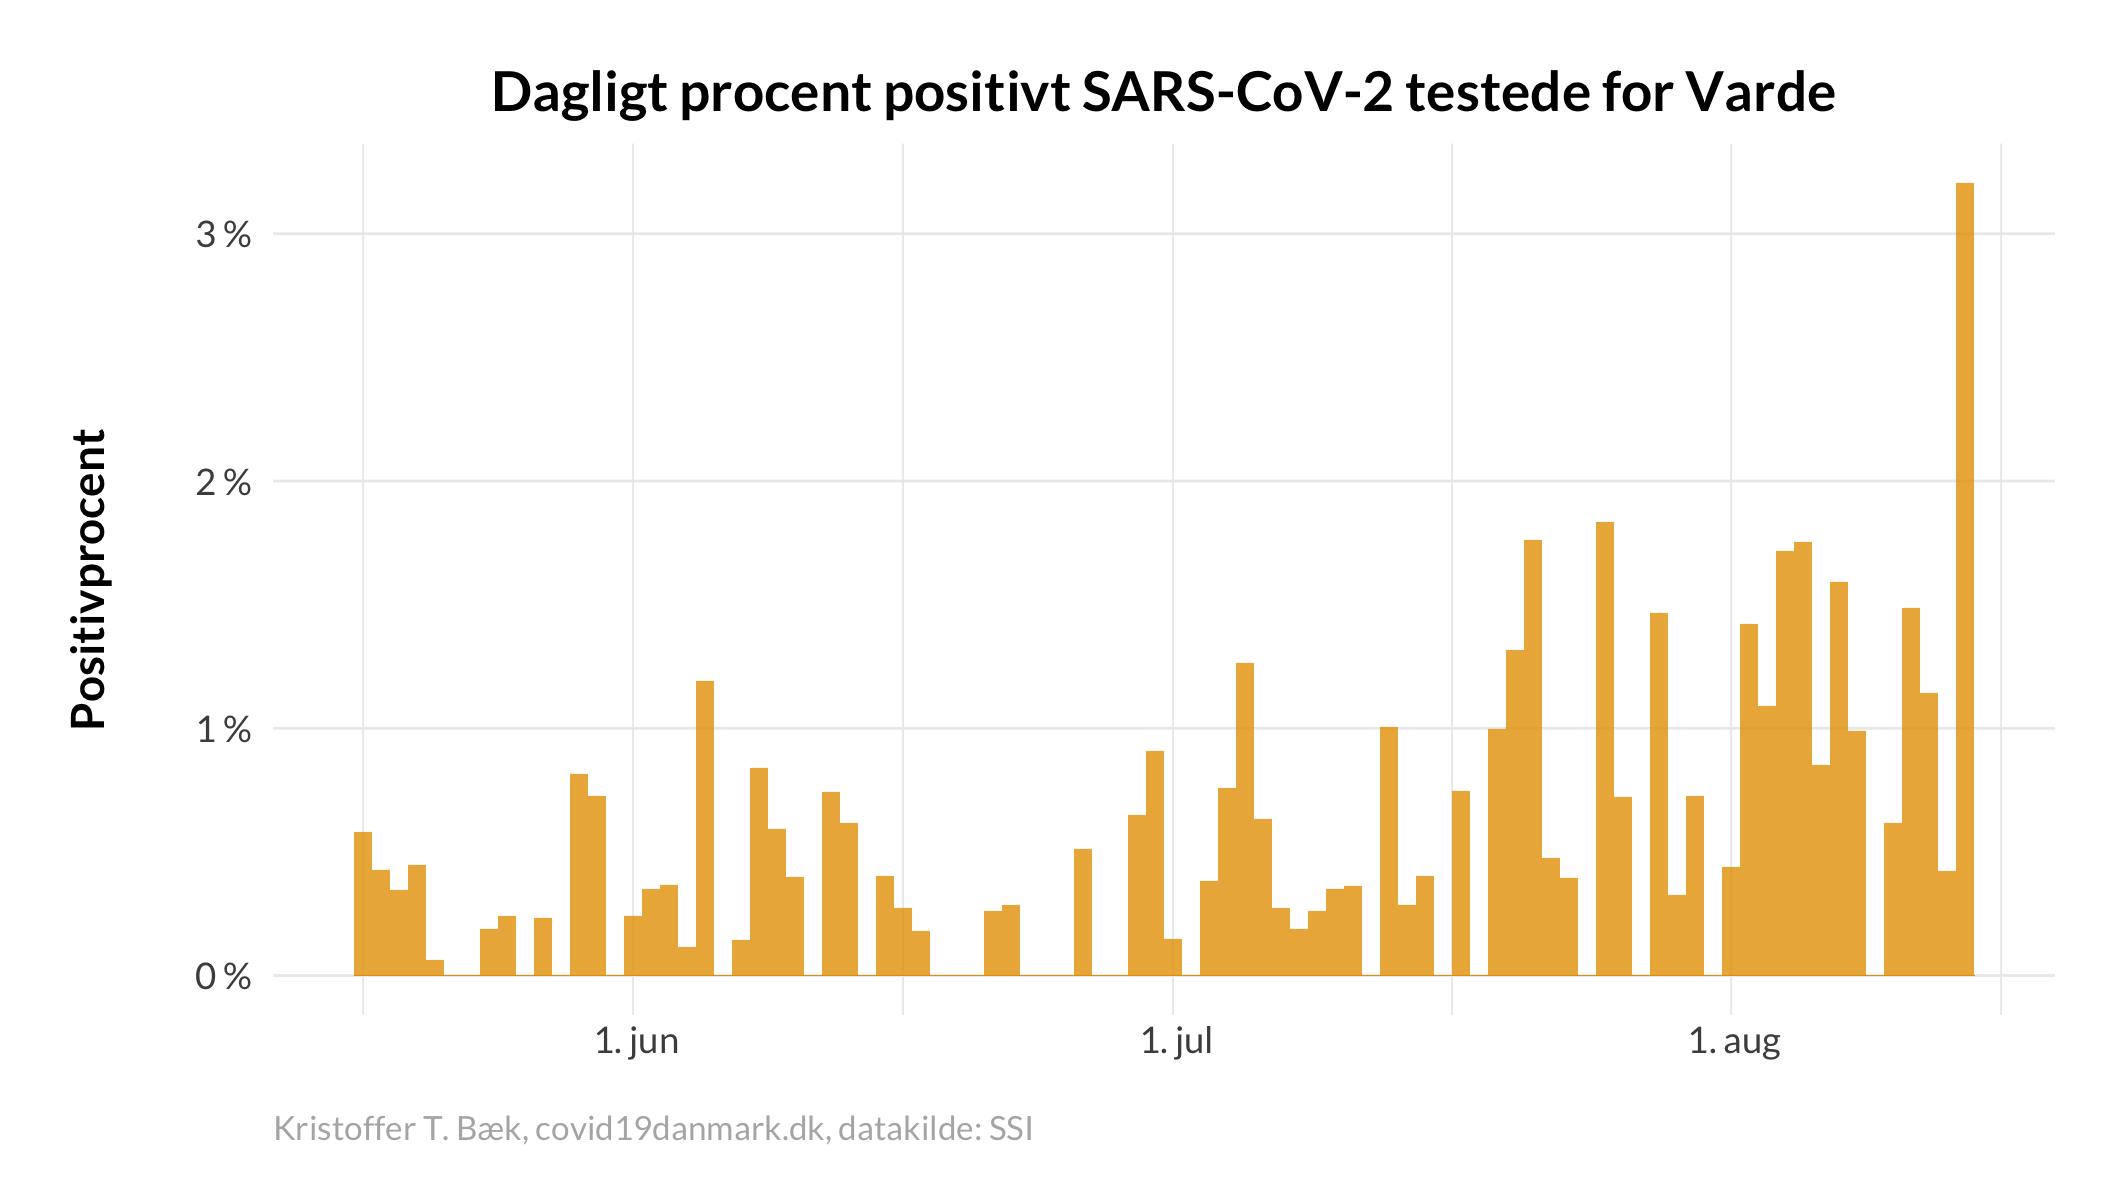 Dagligt procent positivt SARS-CoV-2 testede for Varde
Positivprocent
3 %
2 %
1 %
0 %
1. jun
1. jul
1. aug
Kristoffer T. Bæk, covid19danmark.dk, datakilde: SSI